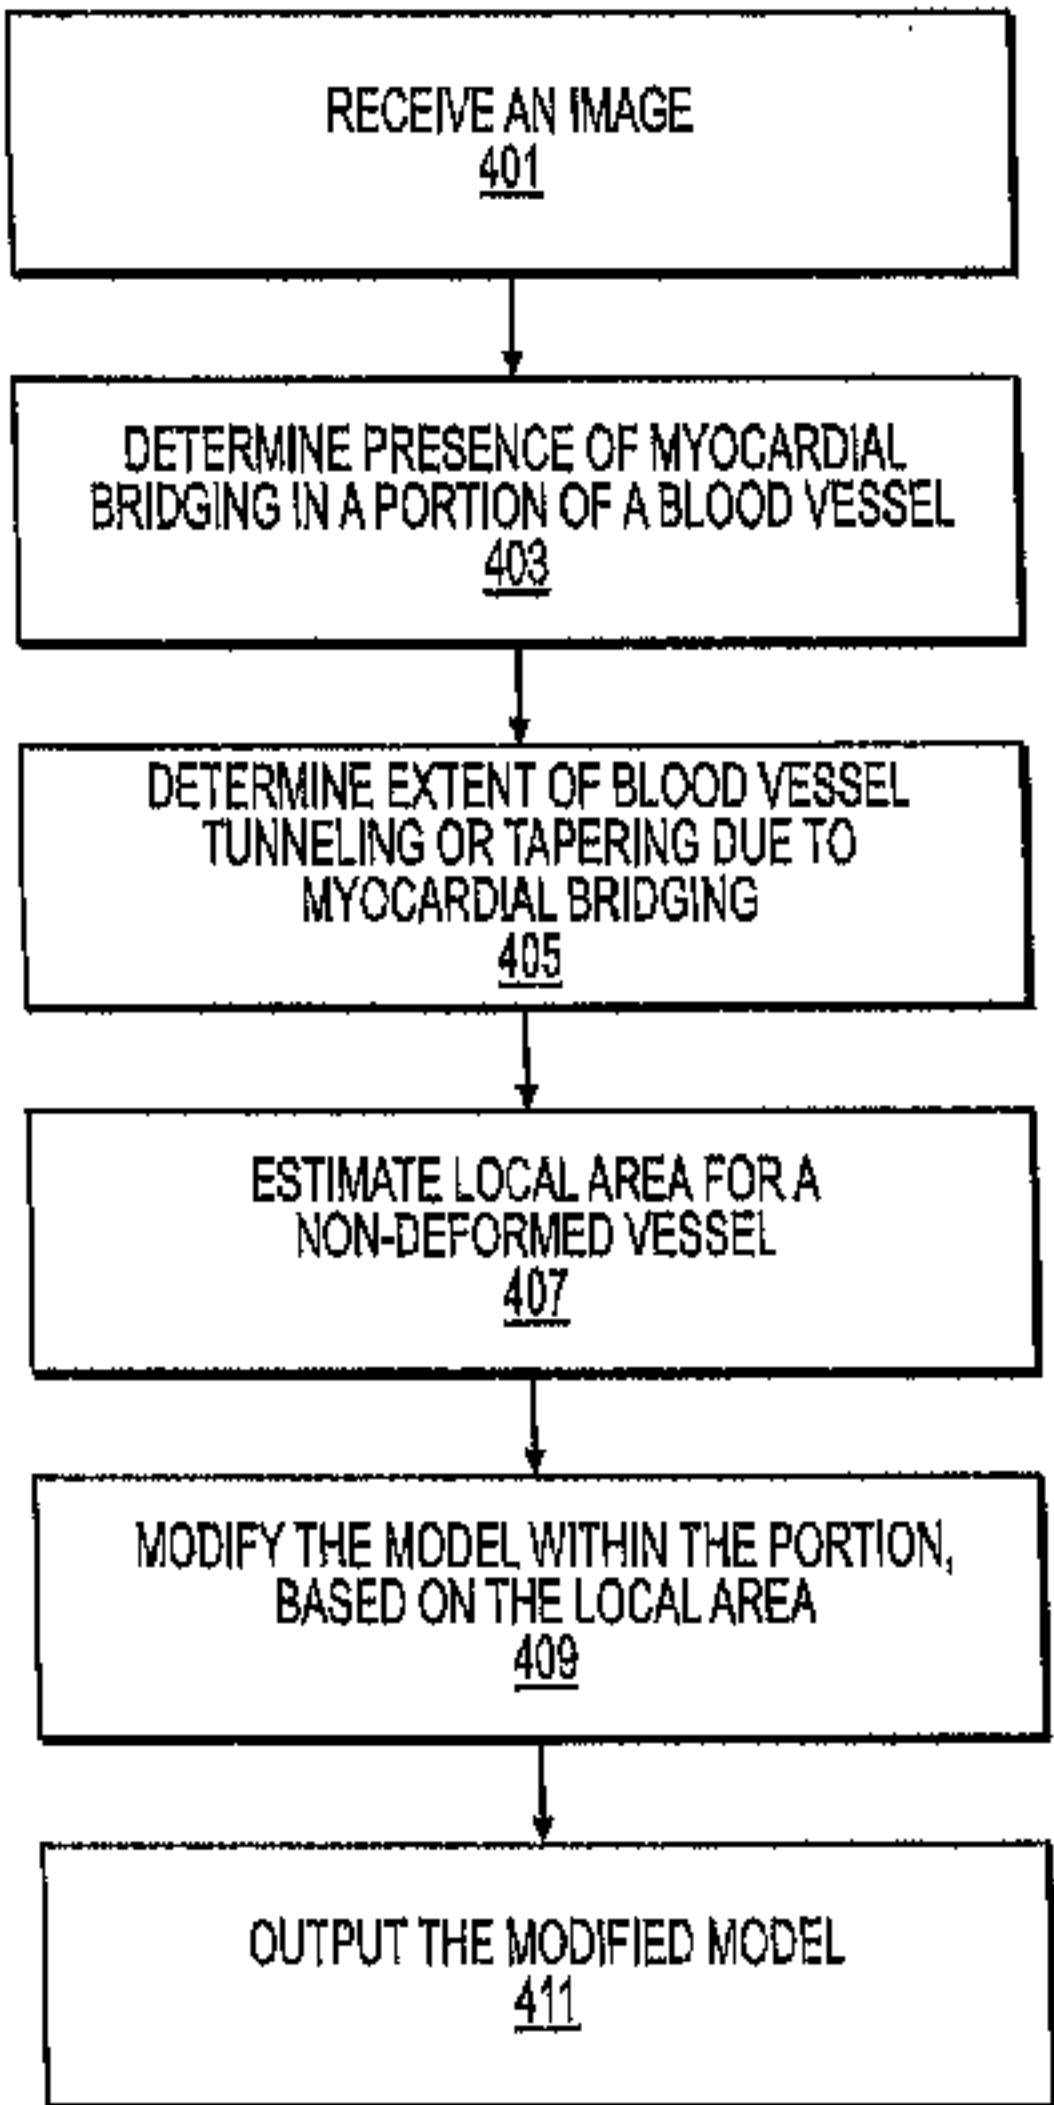 RECEIVE AN IMAGE
401
DETERMINE PRESENCE OF MYOCARDIAL
BRIDGING IN A PORTION OF A BLOOD VESSEL
403
DETERMINE EXTENT OF BLOOD VESSEL
TUNNELING OR TAPERING DUE TO
MYOCARDIAL BRIDGING
405
ESTIMATE LOCAL AREA FOR A
NON-DEFORMED VESSEL
407
MODIFY THE MODEL WITHIN THE PORTION,
BASED ON THE LOCAL AREA
409
OUTPUT THE MODIFIED MODEL
411